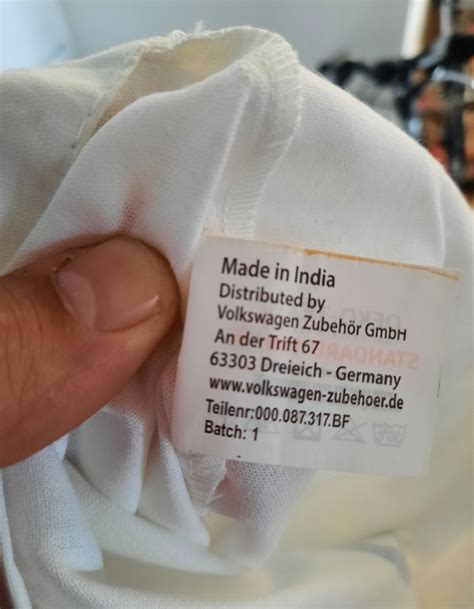 Made in India
Distributed by
Volkswagen Zubehör GmbH
An der Trift 67
63303 Dreieich - Germany
www.volkswagen-zubehoer.de
Teilenr:000.087.317.BF
Batch: 1